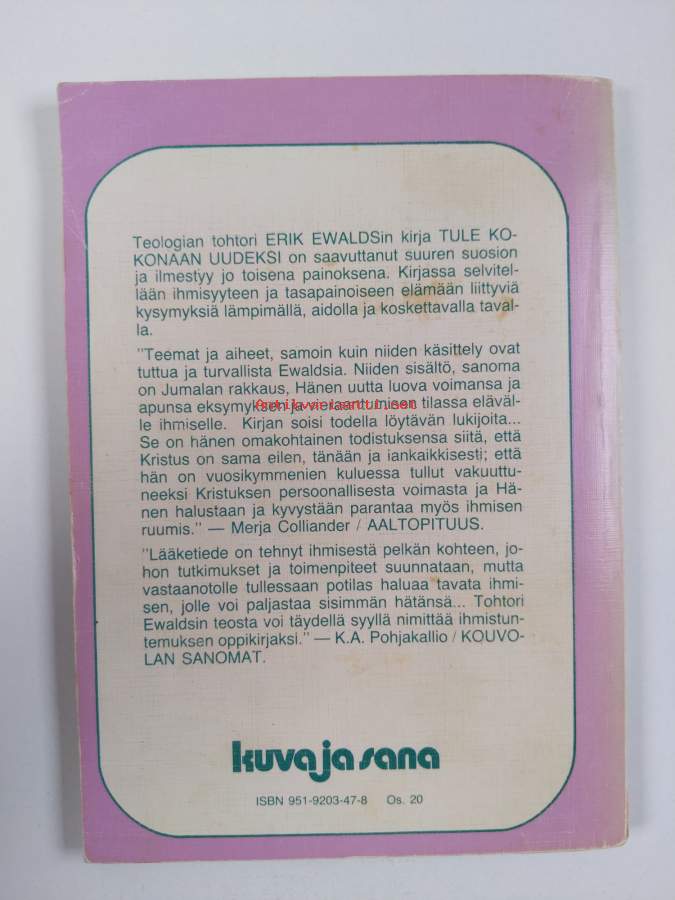 Teologian tohtori ERIK EWALDSin kirja TULE KO-
KONAAN UUDEKSI on saavuttanut suuren suosion
ja ilmestyy jo toisena painoksena. Kirjassa selvitel-
lään ihmisyyteen ja tasapainoiseen elämään liittyviä
kysymyksiä lämpimällä, aidolla ja koskettavalla taval-
la.
"Teemat ja aiheet, samoin kuin niiden käsittely ovat
tuttua ja turvallista Ewaldsia. Niiden sisältö, sanoma
on Jumalan rakkaus, Hänen uutta luova voimansa ja
apunsa eksymyksen ja vieraantumisen tilassa eläväl-
le ihmiselle. Kirjan soisi todella löytävän lukijoita...
Se on hänen omakohtainen todistuksensa siitä, että
Kristus on sama eilen, tänään ja iankaikkisesti; että
hän on vuosikymmenien kuluessa tullut vakuuttu-
neeksi Kristuksen persoonallisesta voimasta ja Hä-
nen halustaan ja kyvystään parantaa myös ihmisen
ruumis." — Merja Colliander / AALTOPITUUS.
"Lääketiede on tehnyt ihmisestä pelkän kohteen, jo-
hon tutkimukset ja toimenpiteet suunnataan, mutta
vastaanotolle tullessaan potilas haluaa tavata ihmi-
sen, jolle voi paljastaa sisimmän hätänsä... Tohtori
Ewaldsin teosta voi täydellä syyllä nimittää ihmistun-
temuksen oppikirjaksi." — K.A. Pohjakallio / KOUVO-
LAN SANOMAT.
kuva ja sana
ISBN 951-9203-47-8 Os. 20